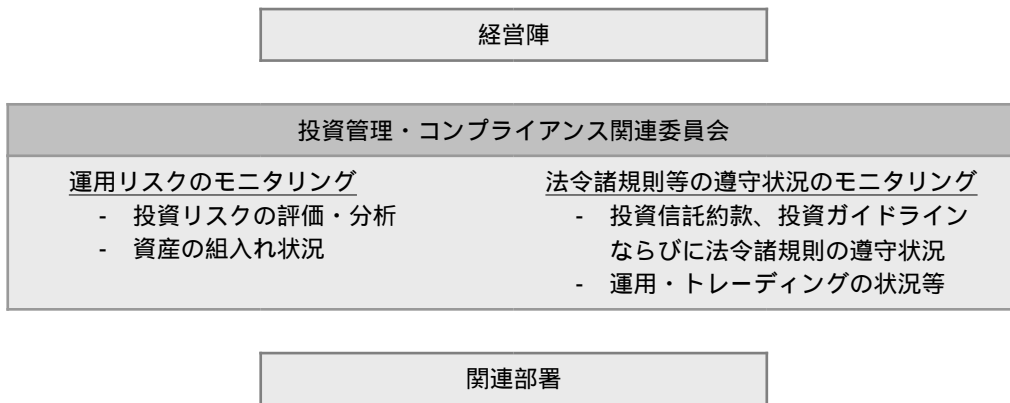 経営陣
投資管理・コンプライアンス関連委員会
運用リスクのモニタリング
- 投資リスクの評価・分析
- 資産の組入れ状況
法令諸規則等の遵守状況のモニタリング
- 投資信託約款、投資ガイドライン
ならびに法令諸規則の遵守状況
- 運用・トレーディングの状況等
関連部署